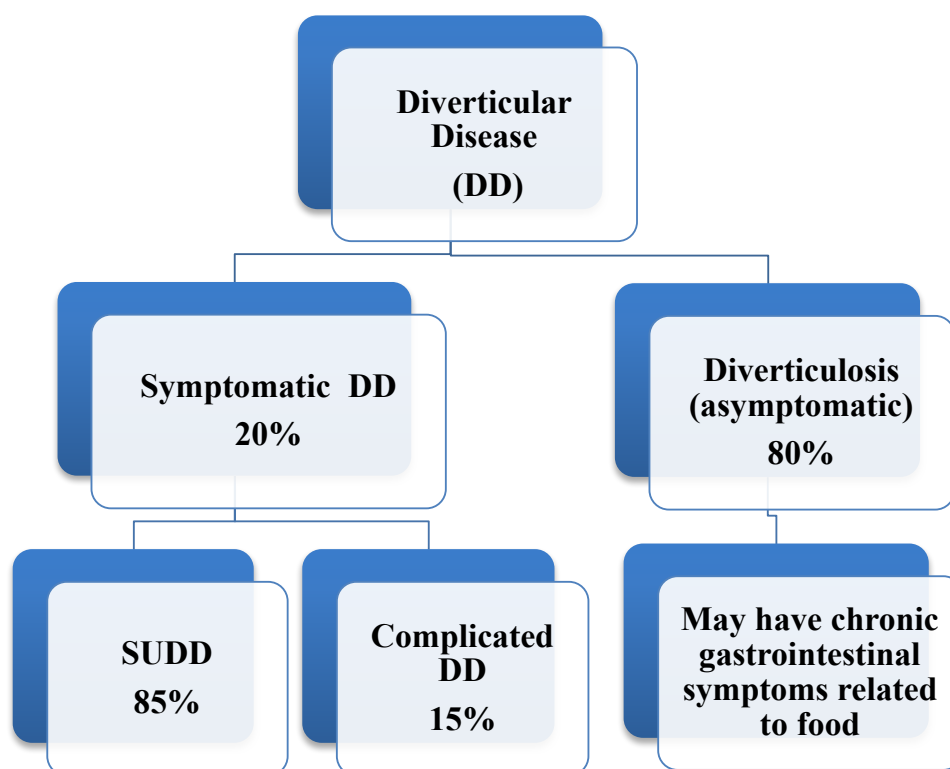 Diverticular
Disease
(DD)
Symptomatic DD
20%
Diverticulosis
(asymptomatic)
80%
SUDD
85%
Complicated
DD
15%
May have chronic
gastrointestinal
symptoms related
to food